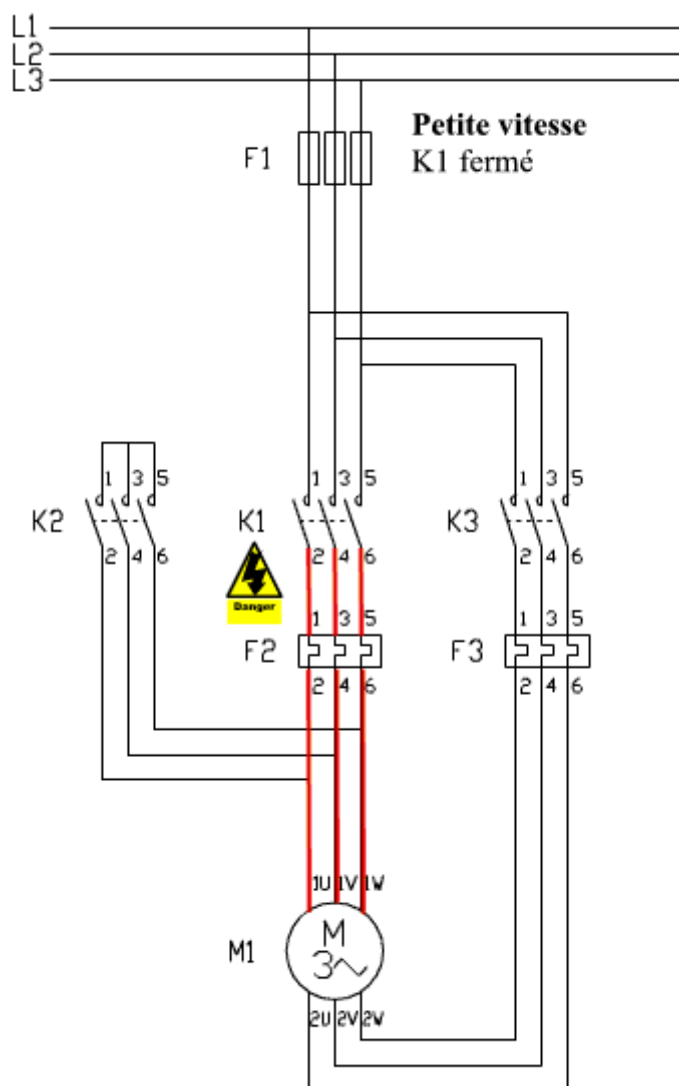 L1
L2
L3
Petite vitesse
F1
K1 fermé
1 3 5
1 3 5
1 3 5
K2
K1
K3
2 4 6
2 4 6
2 4 6
Danger
1 3 5
1 3 5
F2
F3
2 4 6
2 4 6
1U 1V 1W
M1
M
3~
2U 2V 2W